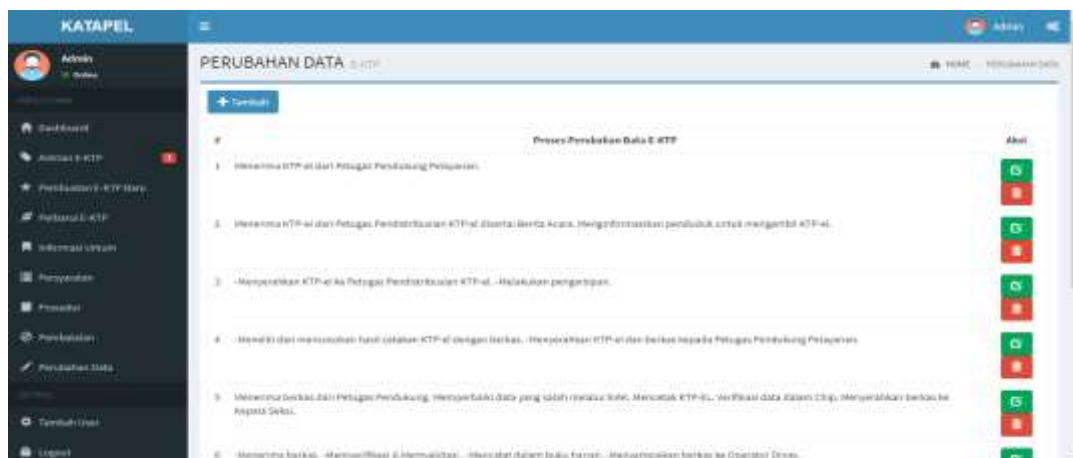 KATAPEL
Admin
Admin
Online
PERUBAHAN DATA E-KTP
HOME PERUBAHAN DATA
Tambah
Dashboard
Antrian E-KTP
Pembuatan E-KTP Baru
Perbarui E-KTP
Informasi Umum
Persyaratan
Prosedur
Pembatalan
Perubahan Data
Tambah User
Logout
# Proses Perubahan Data E-KTP Aksi
1 Menerima KTP-el dari Petugas Pendukung Pelayanan.
2 Menerima KTP-el dari Petugas Pendistribusian KTP-el disertai Berita Acara. Menginformasikan penduduk untuk mengambil KTP-el.
3 -Menyerahkan KTP-el ke Petugas Pendistribusian KTP-el. -Melakukan pengarsipan.
4 -Meneliti dan mencocokan hasil cetakan KTP-el dengan berkas. -Menyerahkan KTP-el dan berkas kepada Petugas Pendukung Pelayanan
5 Menerima berkas dari Petugas Pendukung. Memperbaiki data yang salah melalui SIAK. Mencetak KTP-EL. Verifikasi data dalam Chip. Menyerahkan berkas ke
Kepala Seksi.
6 -Menerima berkas. -Memverifikasi & Memvalidasi. -Mencatat dalam buku harian. -Menyampaikan berkas ke Operator Dinas.